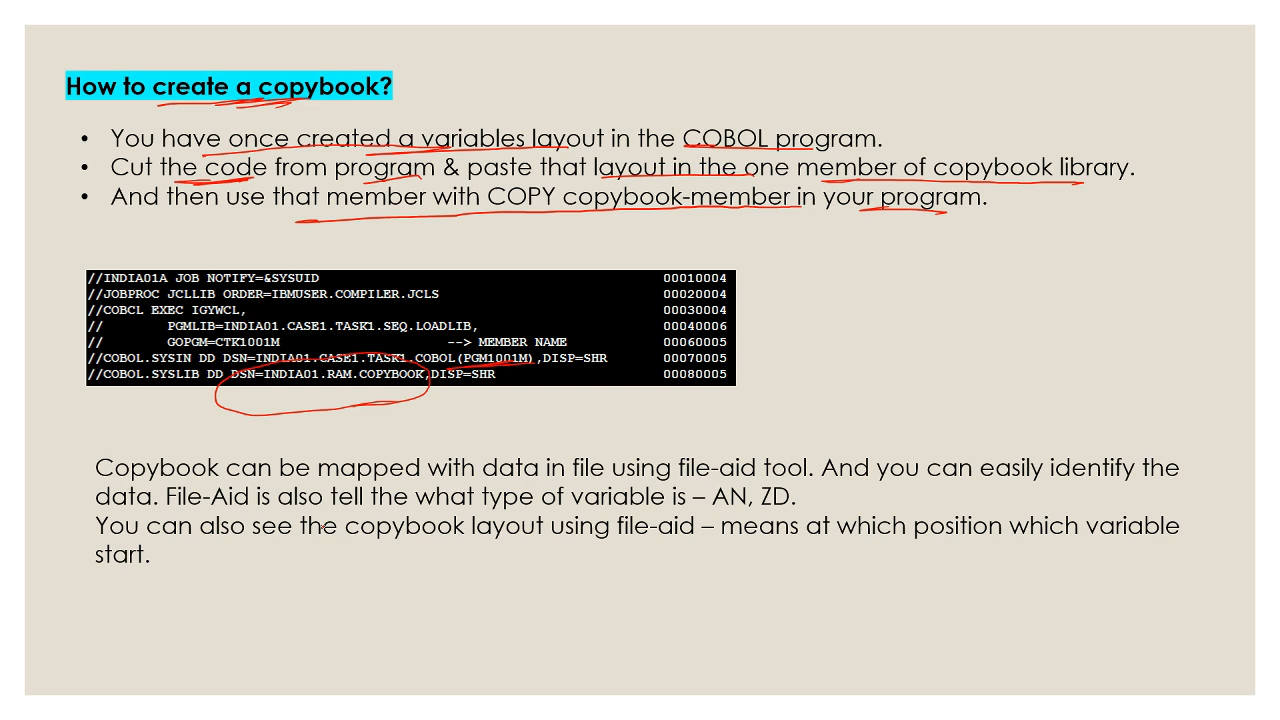 How to create a copybook?
• You have once created a variables layout in the COBOL program.
• Cut the code from program & paste that layout in the one member of copybook library.
• And then use that member with COPY copybook-member in your program.
//INDIA01A JOB NOTIFY=&SYSUID 00010004
//JOBPROC JCLLIB ORDER=IBMUSER.COMPILER.JCLS 00020004
//COBCL EXEC IGYWCL, 00030004
// PGMLIB=INDIA01.CASE1.TASK1.SEQ.LOADLIB, 00040006
// GOPGM=CTK1001M --> MEMBER NAME 00060005
//COBOL.SYSIN DD DSN=INDIA01.CASE1.TASK1.COBOL(PGM1001M),DISP=SHR 00070005
//COBOL.SYSLIB DD DSN=INDIA01.RAM.COPYBOOK,DISP=SHR 00080005
Copybook can be mapped with data in file using file-aid tool. And you can easily identify the
data. File-Aid is also tell the what type of variable is – AN, ZD.
You can also see the copybook layout using file-aid – means at which position which variable
start.